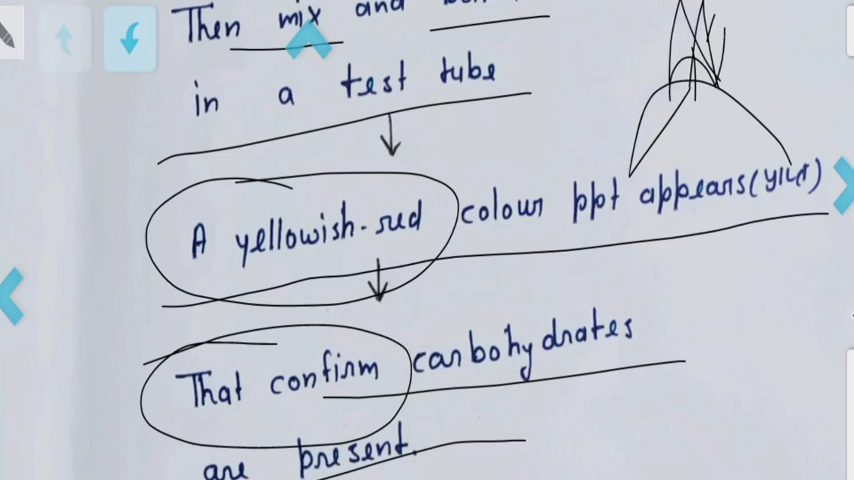 Then mix and
in a test tube
A yellowish-red colour ppt appears
That confirm carbohydrates
are present.